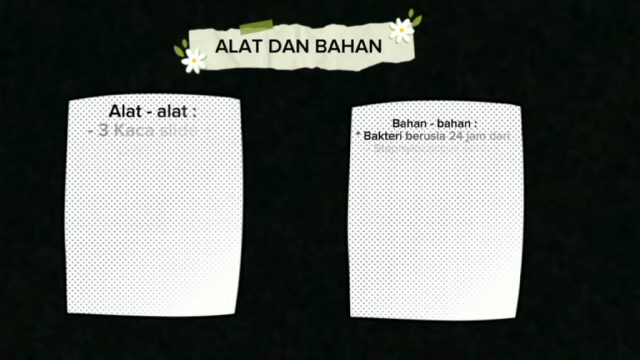 ALAT DAN BAHAN
Alat - alat :
- 3 Kaca slide
Bahan - bahan :
* Bakteri berusia 24 jam dari